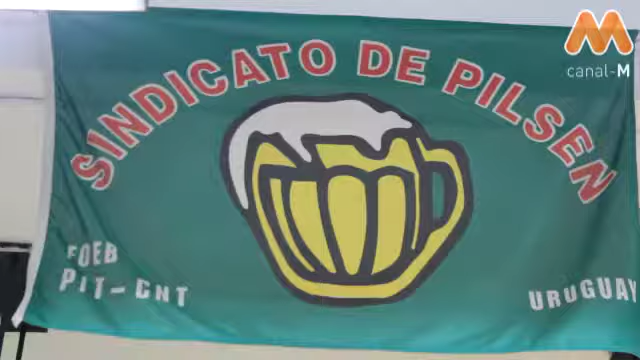 SINDICATO DE PILSEN
FOEB
PIT-CNT
URUGUAY
canal-M